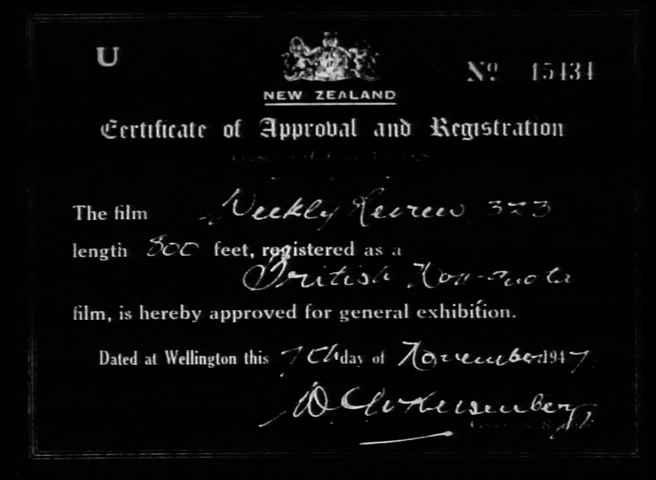 U
Nº 15434
NEW ZEALAND
Certificate of Approval and Registration
The film Weekly Review 323
length 800 feet, registered as a
British Non-quota
film, is hereby approved for general exhibition.
Dated at Wellington this 7th day of November 1947